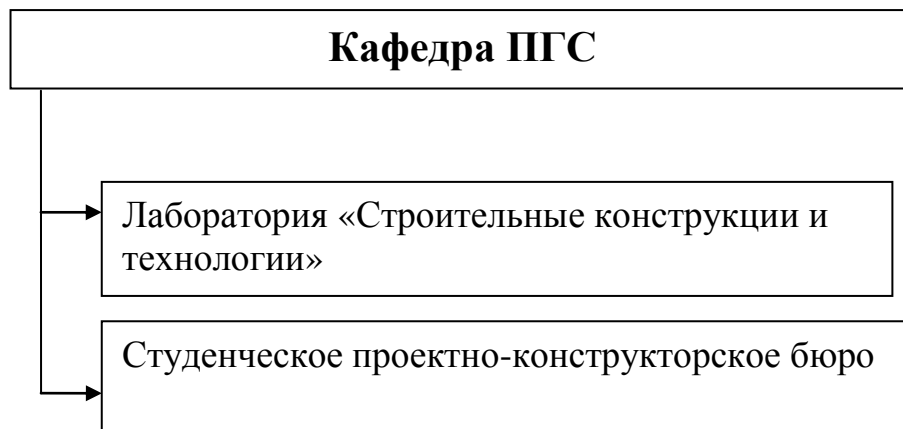 Кафедра ПГС
Лаборатория «Строительные конструкции и
технологии»
Студенческое проектно-конструкторское бюро